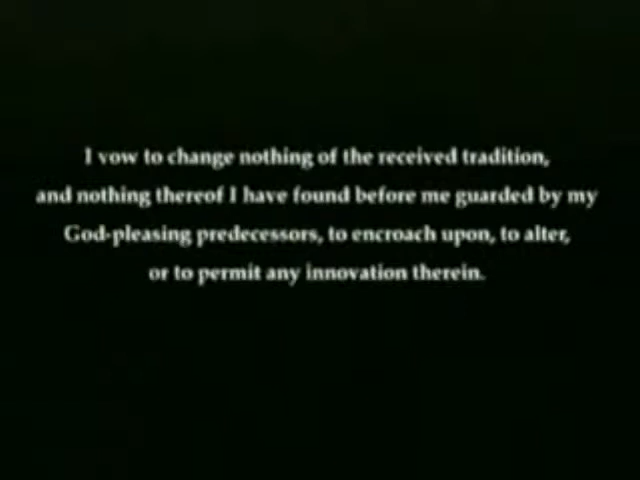 I vow to change nothing of the received tradition,
and nothing thereof I have found before me guarded by my
God-pleasing predecessors, to encroach upon, to alter,
or to permit any innovation therein.